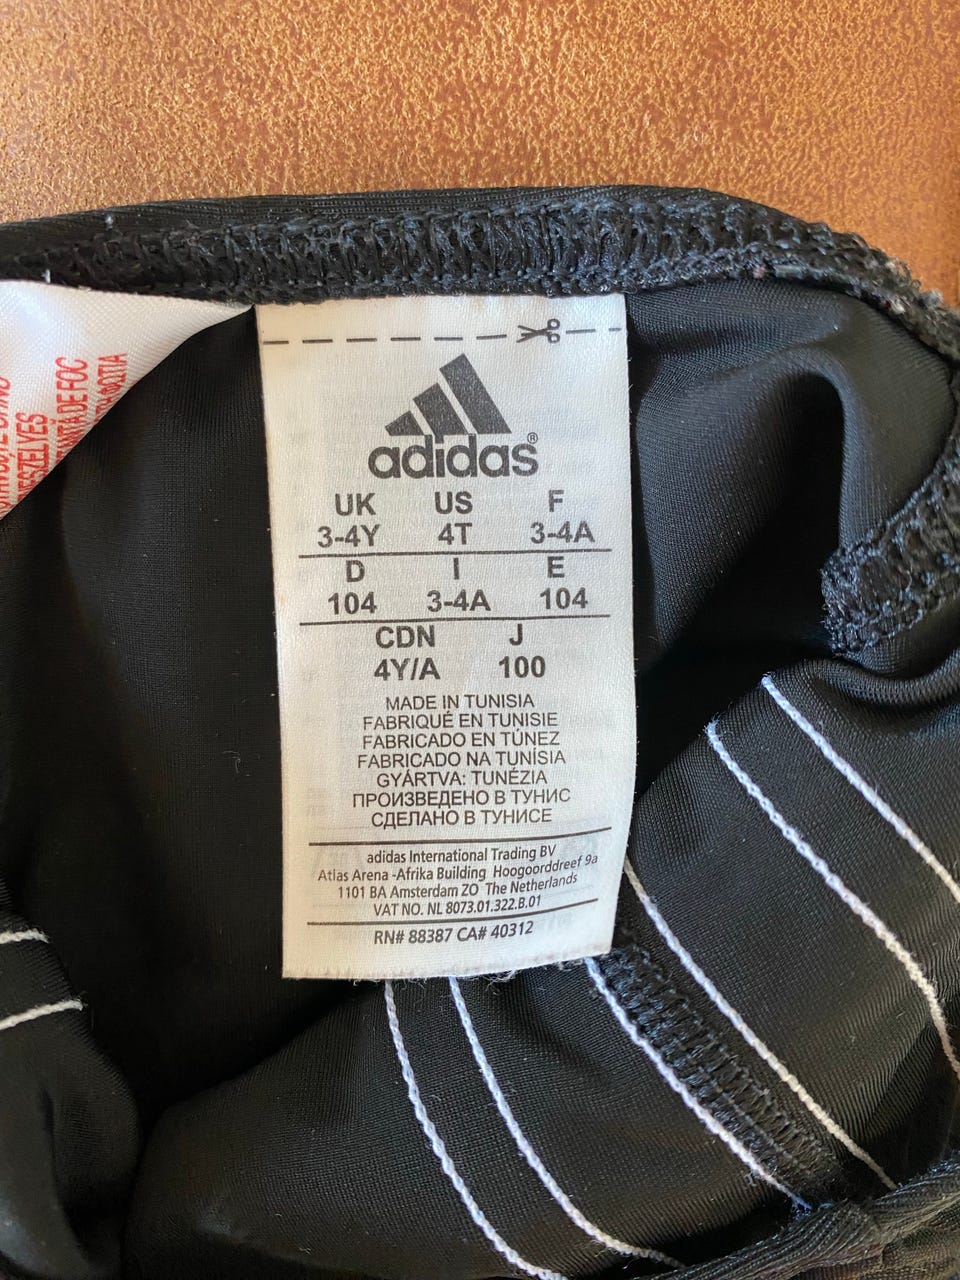 adidas®
UK US F
3-4Y 4T 3-4A
D I E
104 3-4A 104
CDN J
4Y/A 100
MADE IN TUNISIA
FABRIQUÉ EN TUNISIE
FABRICADO EN TÚNEZ
FABRICADO NA TUNÍSIA
GYÁRTVA: TUNÉZIA
ПРОИЗВЕДЕНО В ТУНИС
СДЕЛАНО В ТУНИСЕ
adidas International Trading BV
Atlas Arena -Afrika Building Hoogoorddreef 9a
1101 BA Amsterdam ZO The Netherlands
VAT NO. NL 8073.01.322.B.01
RN# 88387 CA# 40312
DE FOC